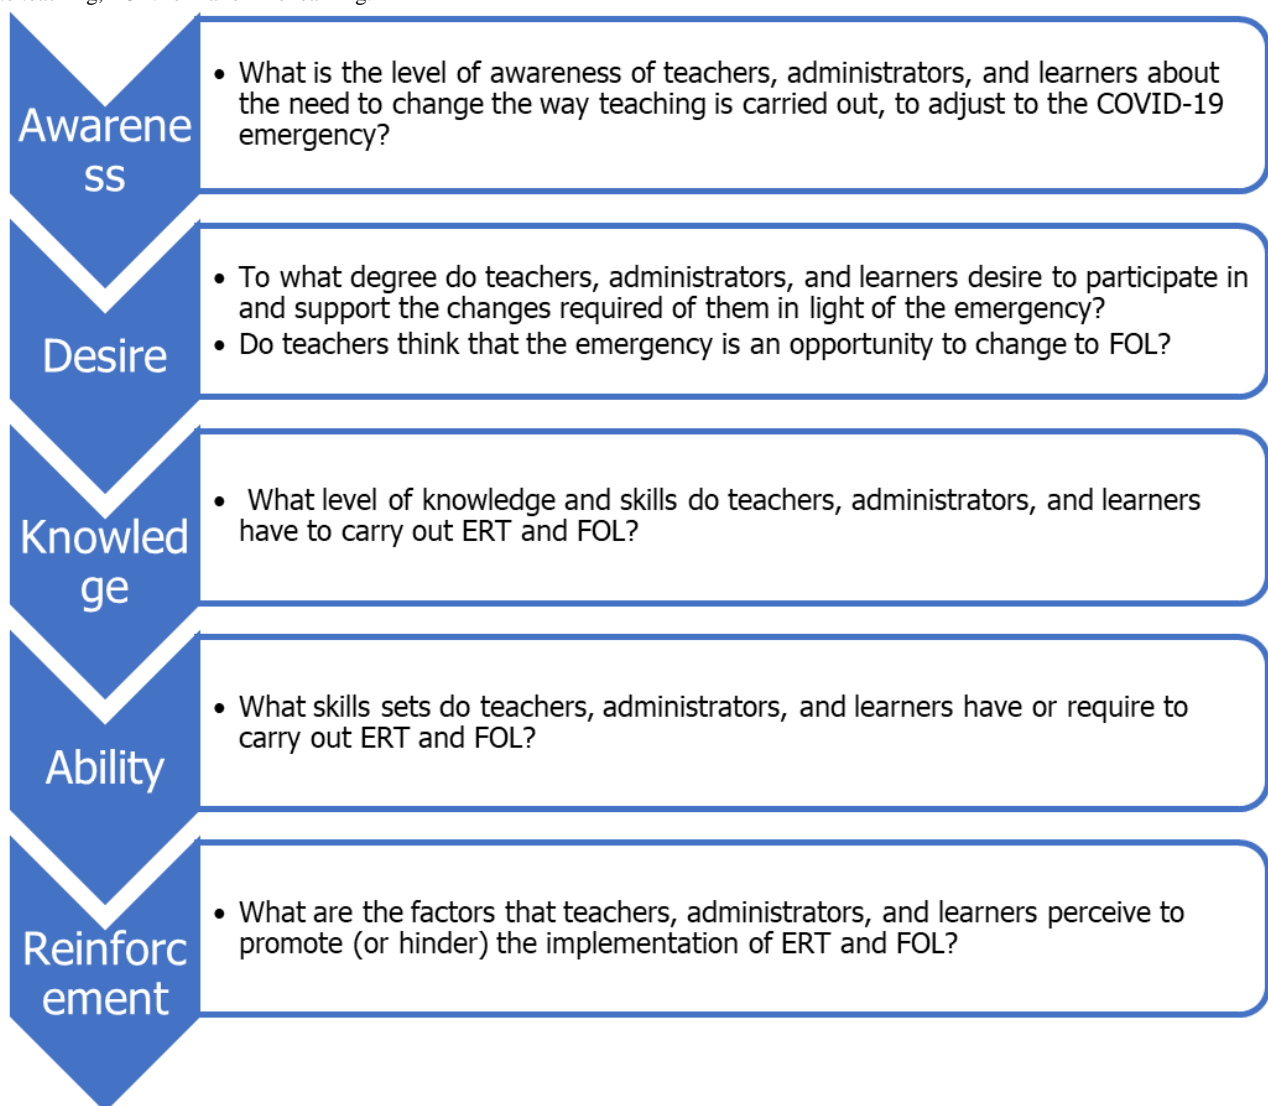 Awarene
ss
• What is the level of awareness of teachers, administrators, and learners about
the need to change the way teaching is carried out, to adjust to the COVID-19
emergency?
Desire
• To what degree do teachers, administrators, and learners desire to participate in
and support the changes required of them in light of the emergency?
• Do teachers think that the emergency is an opportunity to change to FOL?
Knowled
ge
• What level of knowledge and skills do teachers, administrators, and learners
have to carry out ERT and FOL?
Ability
• What skills sets do teachers, administrators, and learners have or require to
carry out ERT and FOL?
Reinforc
ement
• What are the factors that teachers, administrators, and learners perceive to
promote (or hinder) the implementation of ERT and FOL?